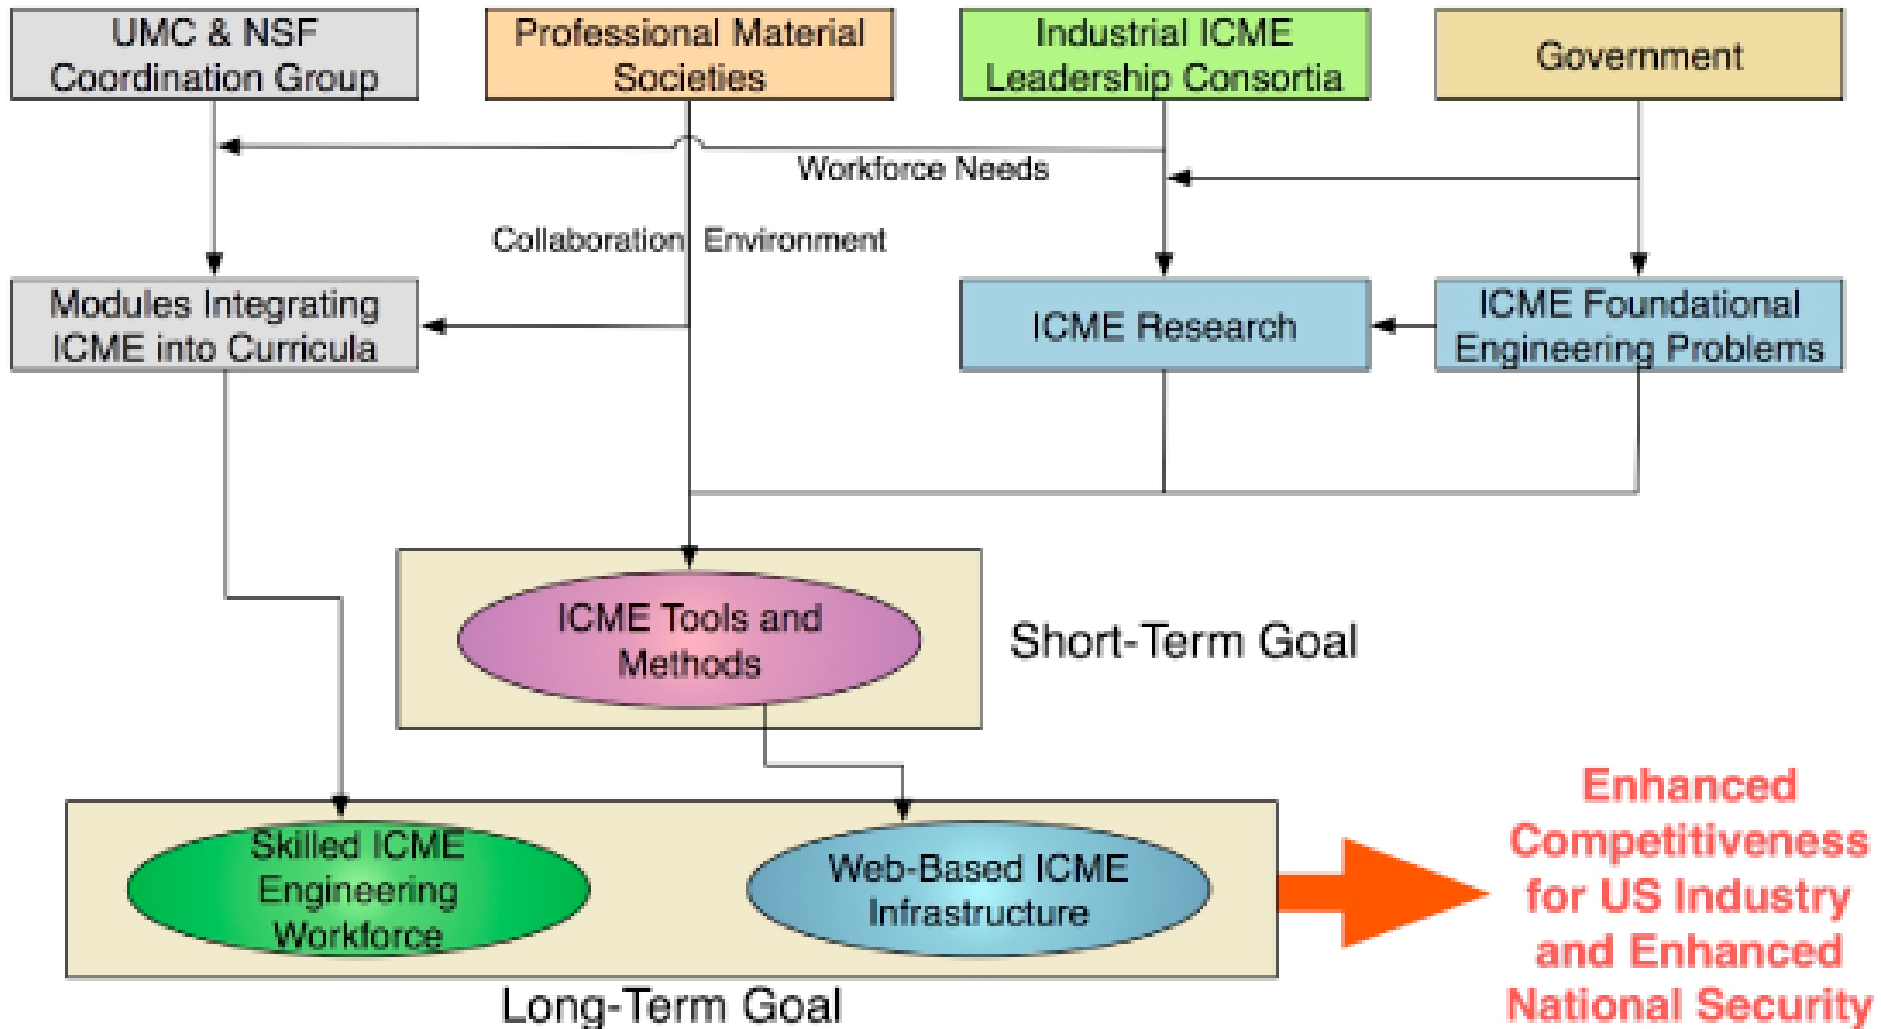 UMC & NSF
Coordination Group
Professional Material
Societies
Industrial ICME
Leadership Consortia
Government
Workforce Needs
Collaboration Environment
Modules Integrating
ICME into Curricula
ICME Research
ICME Foundational
Engineering Problems
ICME Tools and
Methods
Short-Term Goal
Skilled ICME
Engineering
Workforce
Web-Based ICME
Infrastructure
Enhanced
Competitiveness
for US Industry
and Enhanced
National Security
Long-Term Goal